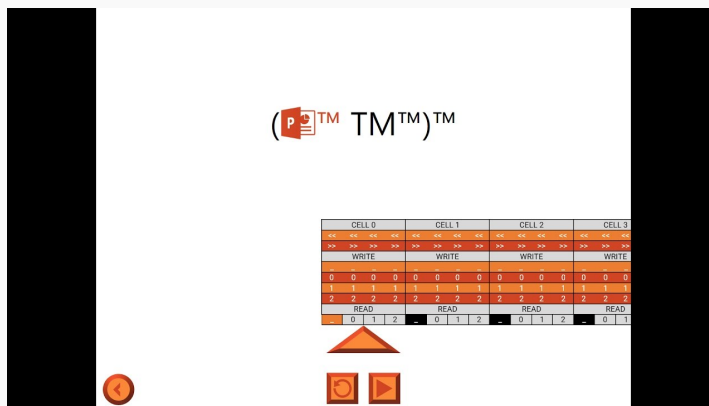 (P TM TM™)™
CELL 0 CELL 1 CELL 2 CELL 3
<< << << << << << << << << << << << << << <<
>> >> >> >> >> >> >> >> >> >> >> >> >> >> >>
WRITE WRITE WRITE WRITE
_ _ _ _ _ _ _ _ _ _ _ _ _ _ _
0 0 0 0 0 0 0 0 0 0 0 0 0 0 0
1 1 1 1 1 1 1 1 1 1 1 1 1 1 1
2 2 2 2 2 2 2 2 2 2 2 2 2 2 2
READ READ READ READ
_ 0 1 2 _ 0 1 2 _ 0 1 2 _ 0 1